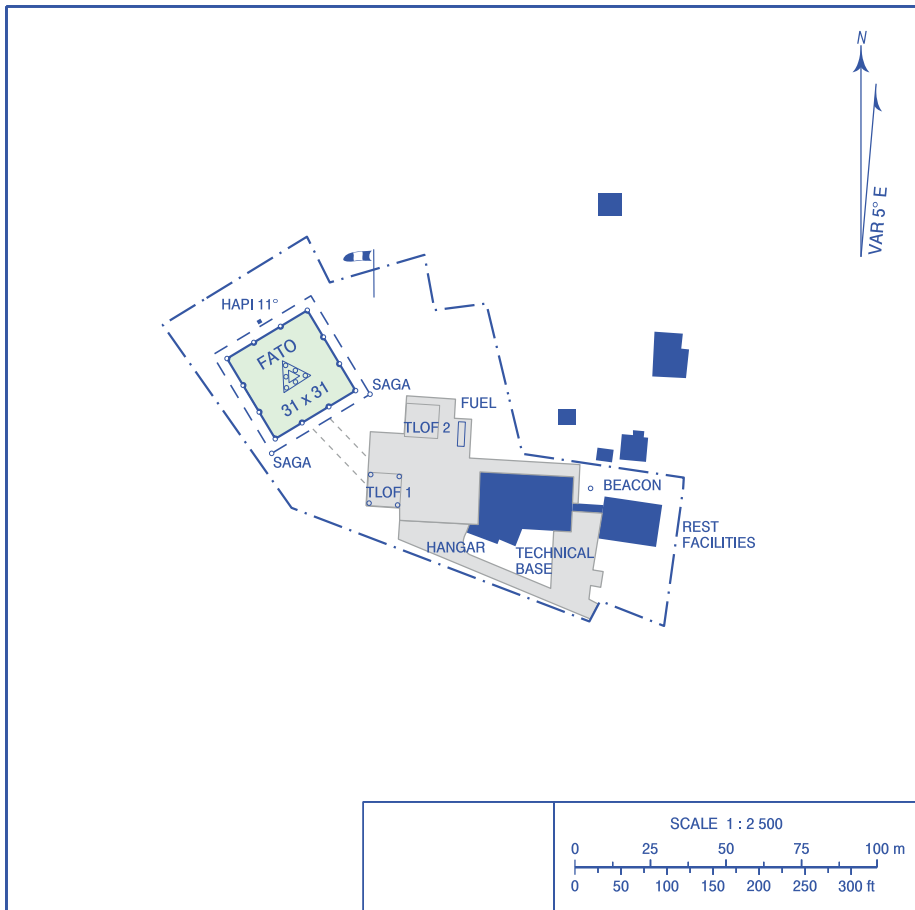 N
VAR 5° E
HAPI 11°
FATO
31 x 31
SAGA
SAGA
FUEL
TLOF 2
TLOF 1
BEACON
HANGAR
TECHNICAL
BASE
REST
FACILITIES
SCALE 1 : 2 500
0 25 50 75 100 m
0 50 100 150 200 250 300 ft